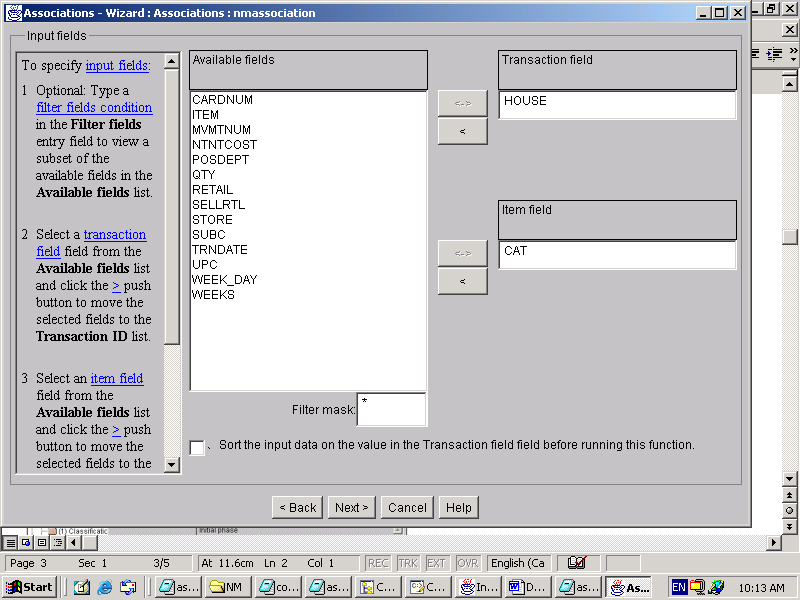 Associations - Wizard : Associations : nmassociation
Input fields
To specify input fields:
1 Optional: Type a
filter fields condition
in the Filter fields
entry field to view a
subset of the
available fields in the
Available fields list.
2 Select a transaction
field field from the
Available fields list
and click the > push
button to move the
selected fields to the
Transaction ID list.
3 Select an item field
field from the
Available fields list
and click the > push
button to move the
selected fields to the
Available fields
CARDNUM
ITEM
MVMTNUM
NTNTCOST
POSDEPT
QTY
RETAIL
SELLRTL
STORE
SUBC
TRNDATE
UPC
WEEK_DAY
WEEKS
Filter mask: *
<->
<
Transaction field
HOUSE
<->
<
Item field
CAT
Sort the input data on the value in the Transaction field field before running this function.
< Back Next > Cancel Help
(1) Classificatic Initial phase
Page 3 Sec 1 3/5 At 11.6cm Ln 2 Col 1 REC TRK EXT OVR English (Ca
Start as... NM co... as... C... C... In... D... as... As... EN 10:13 AM